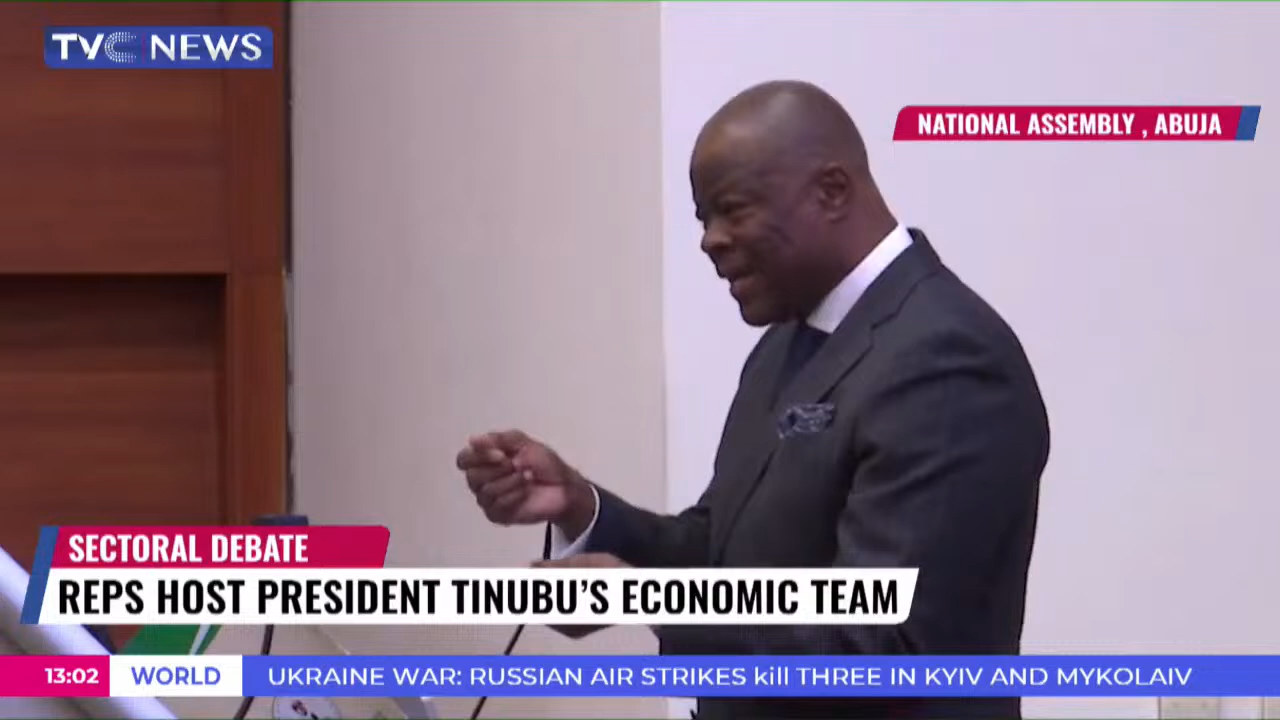 TVC NEWS
NATIONAL ASSEMBLY , ABUJA
SECTORAL DEBATE
REPS HOST PRESIDENT TINUBU'S ECONOMIC TEAM
13:02 WORLD UKRAINE WAR: RUSSIAN AIR STRIKES kill THREE IN KYIV AND MYKOLAIV